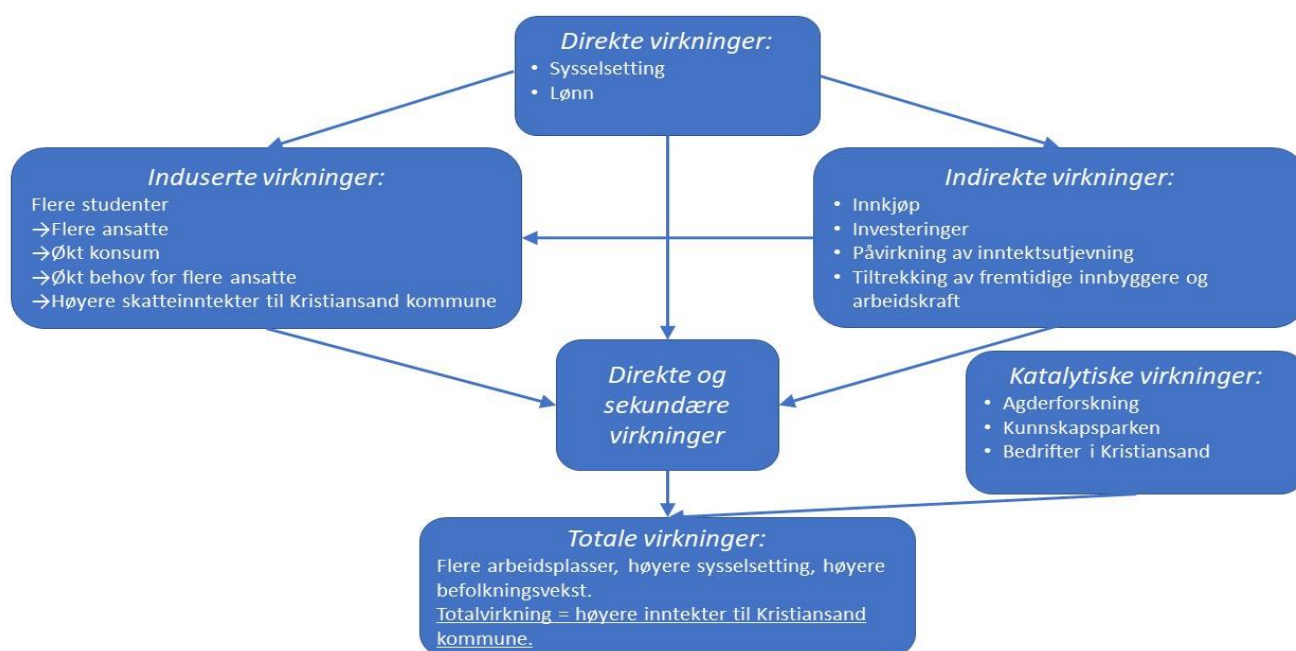 Direkte virkninger:
• Sysselsetting
• Lønn
Induserte virkninger:
Flere studenter
→Flere ansatte
→Økt konsum
→Økt behov for flere ansatte
→Høyere skatteinntekter til Kristiansand kommune
Indirekte virkninger:
• Innkjøp
• Investeringer
• Påvirkning av inntektsutjevning
• Tiltrekking av fremtidige innbyggere og
arbeidskraft
Direkte og
sekundære
virkninger
Katalytiske virkninger:
• Agderforskning
• Kunnskapsparken
• Bedrifter i Kristiansand
Totale virkninger:
Flere arbeidsplasser, høyere sysselsetting, høyere
befolkningsvekst.
Totalvirkning = høyere inntekter til Kristiansand
kommune.